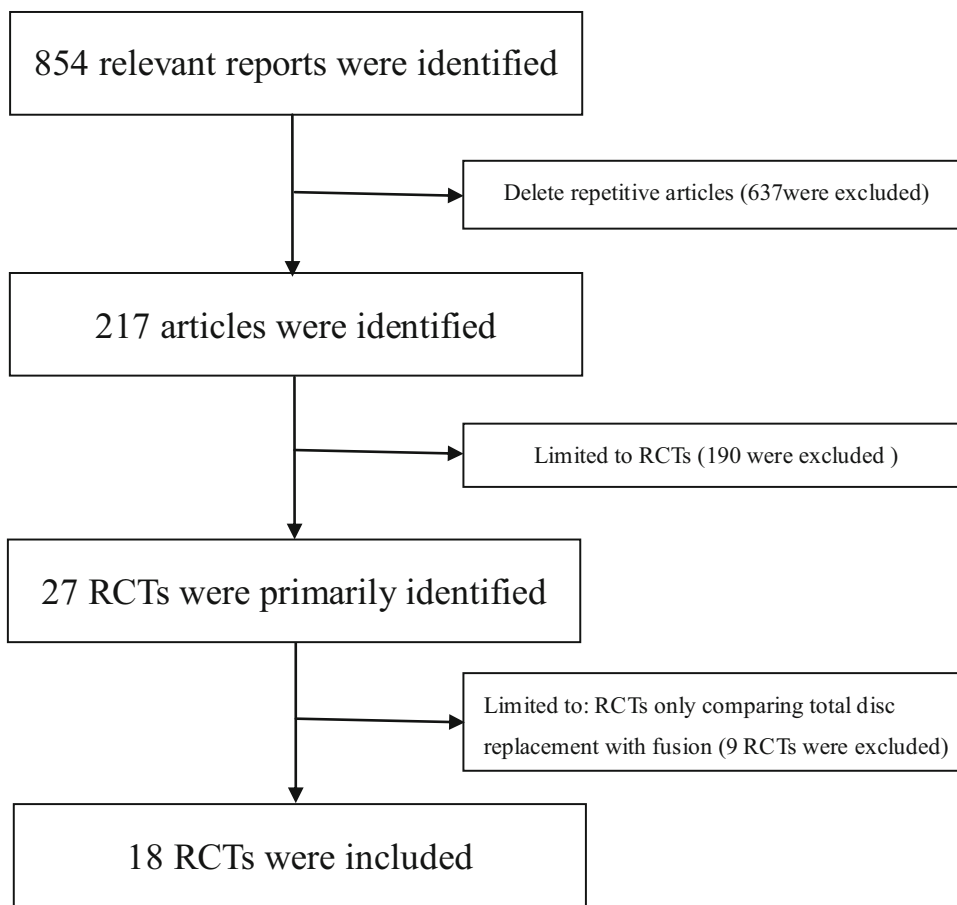 854 relevant reports were identified
Delete repetitive articles (637were excluded)
217 articles were identified
Limited to RCTs (190 were excluded )
27 RCTs were primarily identified
Limited to: RCTs only comparing total disc
replacement with fusion (9 RCTs were excluded)
18 RCTs were included